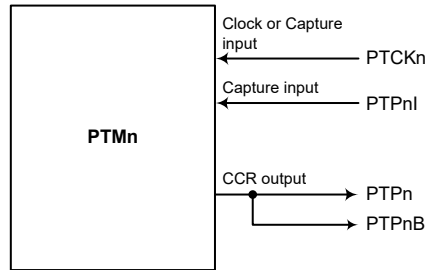 Clock or Capture
input
PTCKn
Capture input
PTPnI
PTMn
CCR output
PTPn
PTPnB